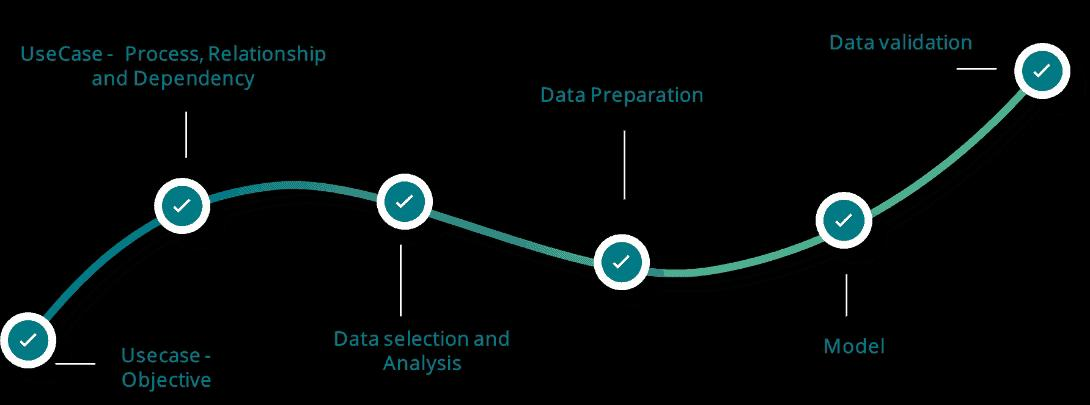 UseCase - Process, Relationship
and Dependency
Data validation
Data Preparation
Usecase -
Objective
Data selection and
Analysis
Model